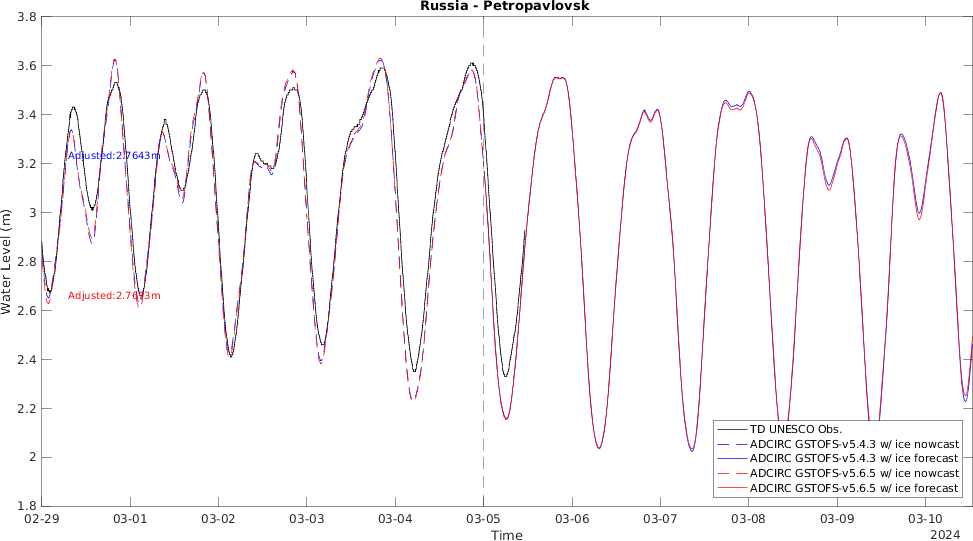 Russia - Petropavlovsk
3.8
3.6
3.4
3.2
3
2.8
2.6
2.4
2.2
2
1.8
Water Level (m)
Adjusted:2.7643m
TD UNESCO Obs.
ADCIRC GSTOFS-v5.4.3 w/ ice nowcast
ADCIRC GSTOFS-v5.4.3 w/ ice forecast
ADCIRC GSTOFS-v5.6.5 w/ ice nowcast
ADCIRC GSTOFS-v5.6.5 w/ ice forecast
02-29 03-01 03-02 03-03 03-04 03-05 03-06 03-07 03-08 03-09 03-10
Time
2024